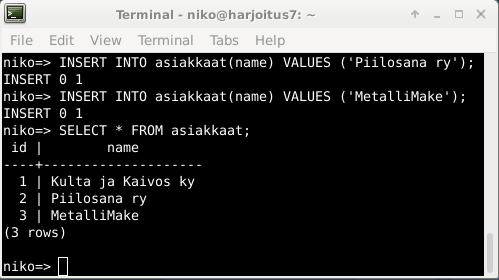 Terminal - niko@harjoitus7: ~
File Edit View Terminal Tabs Help
niko=> INSERT INTO asiakkaat(name) VALUES ('Piilosana ry');
INSERT 0 1
niko=> INSERT INTO asiakkaat(name) VALUES ('MetalliMake');
INSERT 0 1
niko=> SELECT * FROM asiakkaat;
 id |        name
----+--------------------
  1 | Kulta ja Kaivos ky
  2 | Piilosana ry
  3 | MetalliMake
(3 rows)
niko=>